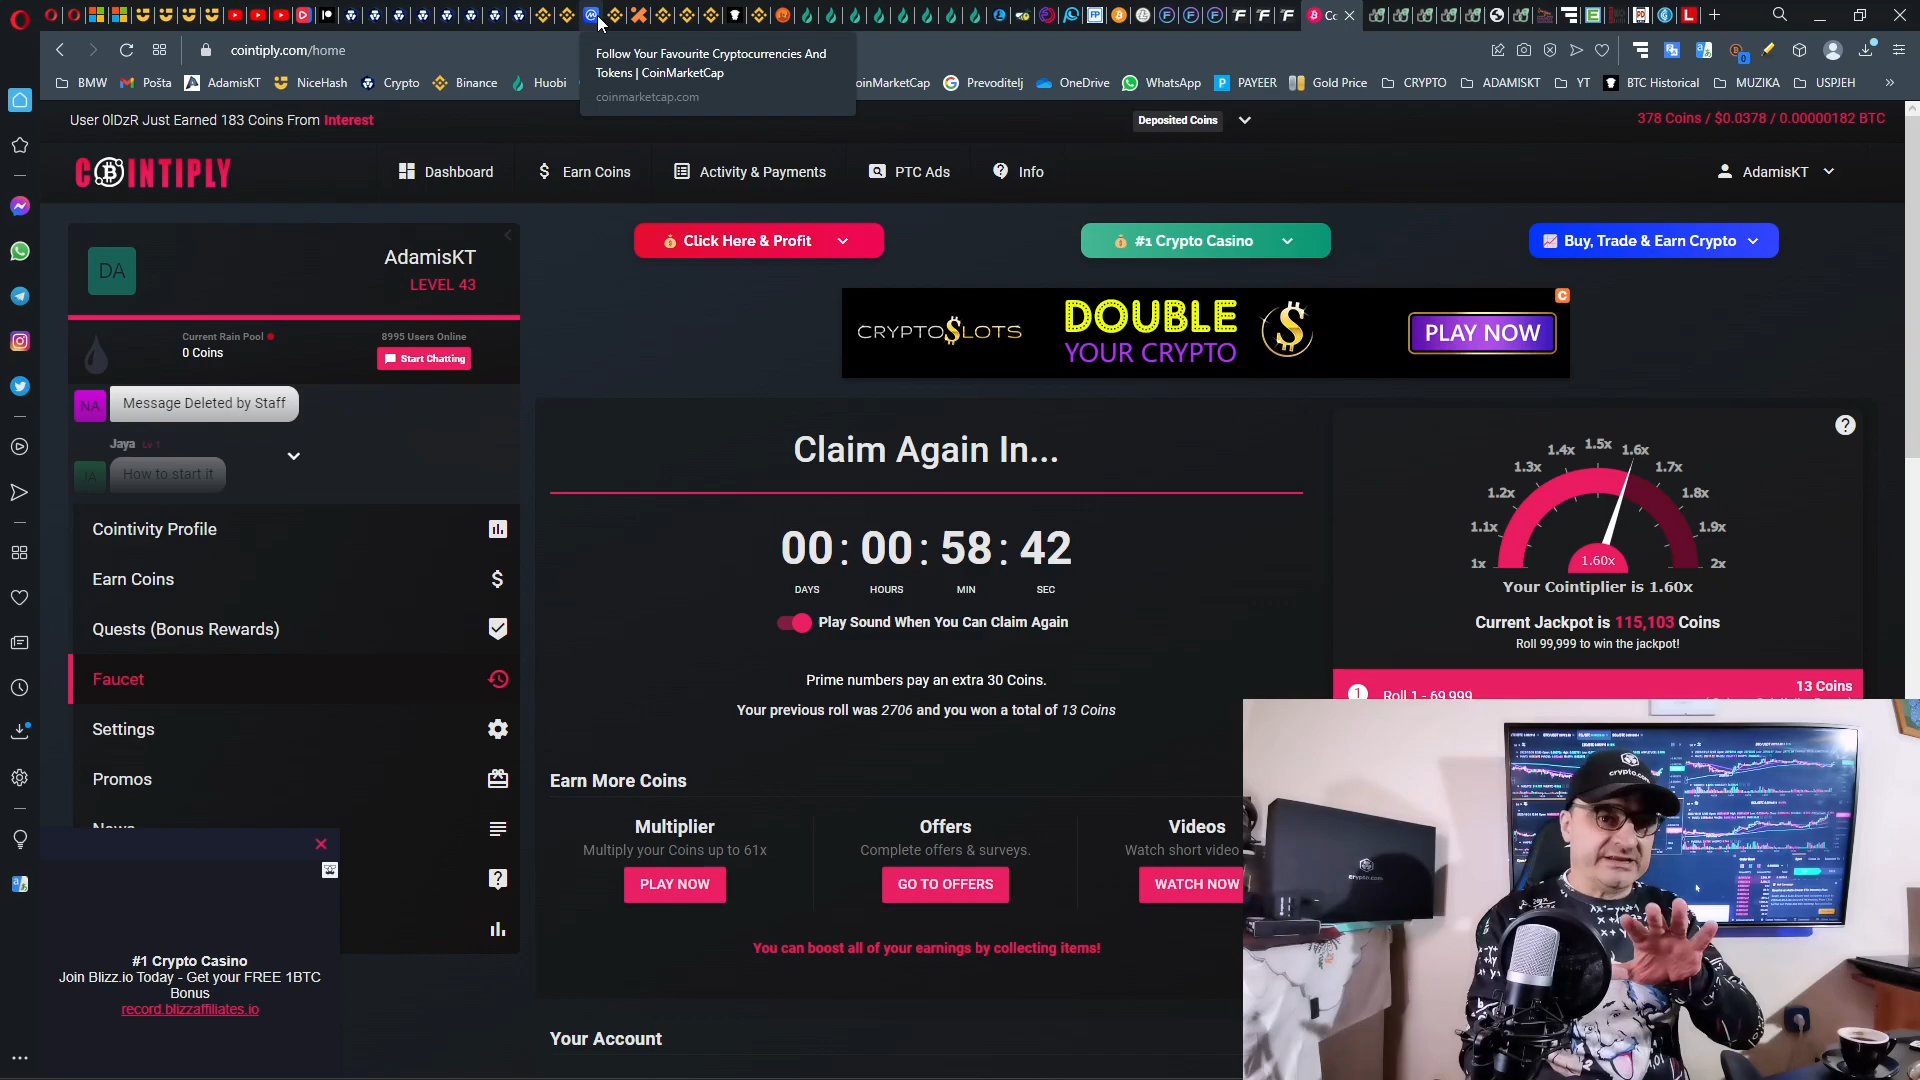 cointiply.com/home
Follow Your Favourite Cryptocurrencies And
Tokens | CoinMarketCap
coinmarketcap.com
BMW
Pošta
AdamisKT
NiceHash
Crypto
Binance
Huobi
oinMarketCap
Prevoditelj
OneDrive
WhatsApp
PAYEER
Gold Price
CRYPTO
ADAMISKT
YT
BTC Historical
MUZIKA
USPJEH
User 0lDzR Just Earned 183 Coins From Interest
Deposited Coins
378 Coins / $0.0378 / 0.00000182 BTC
COINTIPLY
Dashboard
Earn Coins
Activity & Payments
PTC Ads
Info
AdamisKT
DA
AdamisKT
LEVEL 43
Click Here & Profit
#1 Crypto Casino
Buy, Trade & Earn Crypto
Current Rain Pool
0 Coins
8995 Users Online
Start Chatting
CRYPTOSLOTS
DOUBLE
YOUR CRYPTO
PLAY NOW
NA
Message Deleted by Staff
Jaya Lv 1
JA
How to start it
Cointivity Profile
Earn Coins
Quests (Bonus Rewards)
Faucet
Settings
Promos
Claim Again In...
00 : 00 : 58 : 42
DAYS
HOURS
MIN
SEC
Play Sound When You Can Claim Again
Prime numbers pay an extra 30 Coins.
Your previous roll was 2706 and you won a total of 13 Coins
1x
1.1x
1.2x
1.3x
1.4x
1.5x
1.6x
1.7x
1.8x
1.9x
2x
1.60x
Your Cointiplier is 1.60x
Current Jackpot is 115,103 Coins
Roll 99,999 to win the jackpot!
1
Roll 1 - 69,999
13 Coins
Earn More Coins
Multiplier
Multiply your Coins up to 61x
PLAY NOW
Offers
Complete offers & surveys.
GO TO OFFERS
Videos
Watch short video
WATCH NOW
You can boost all of your earnings by collecting items!
Your Account
#1 Crypto Casino
Join Blizz.io Today - Get your FREE 1BTC
Bonus
record.blizzaffiliates.io
crypto.com
crypto.com